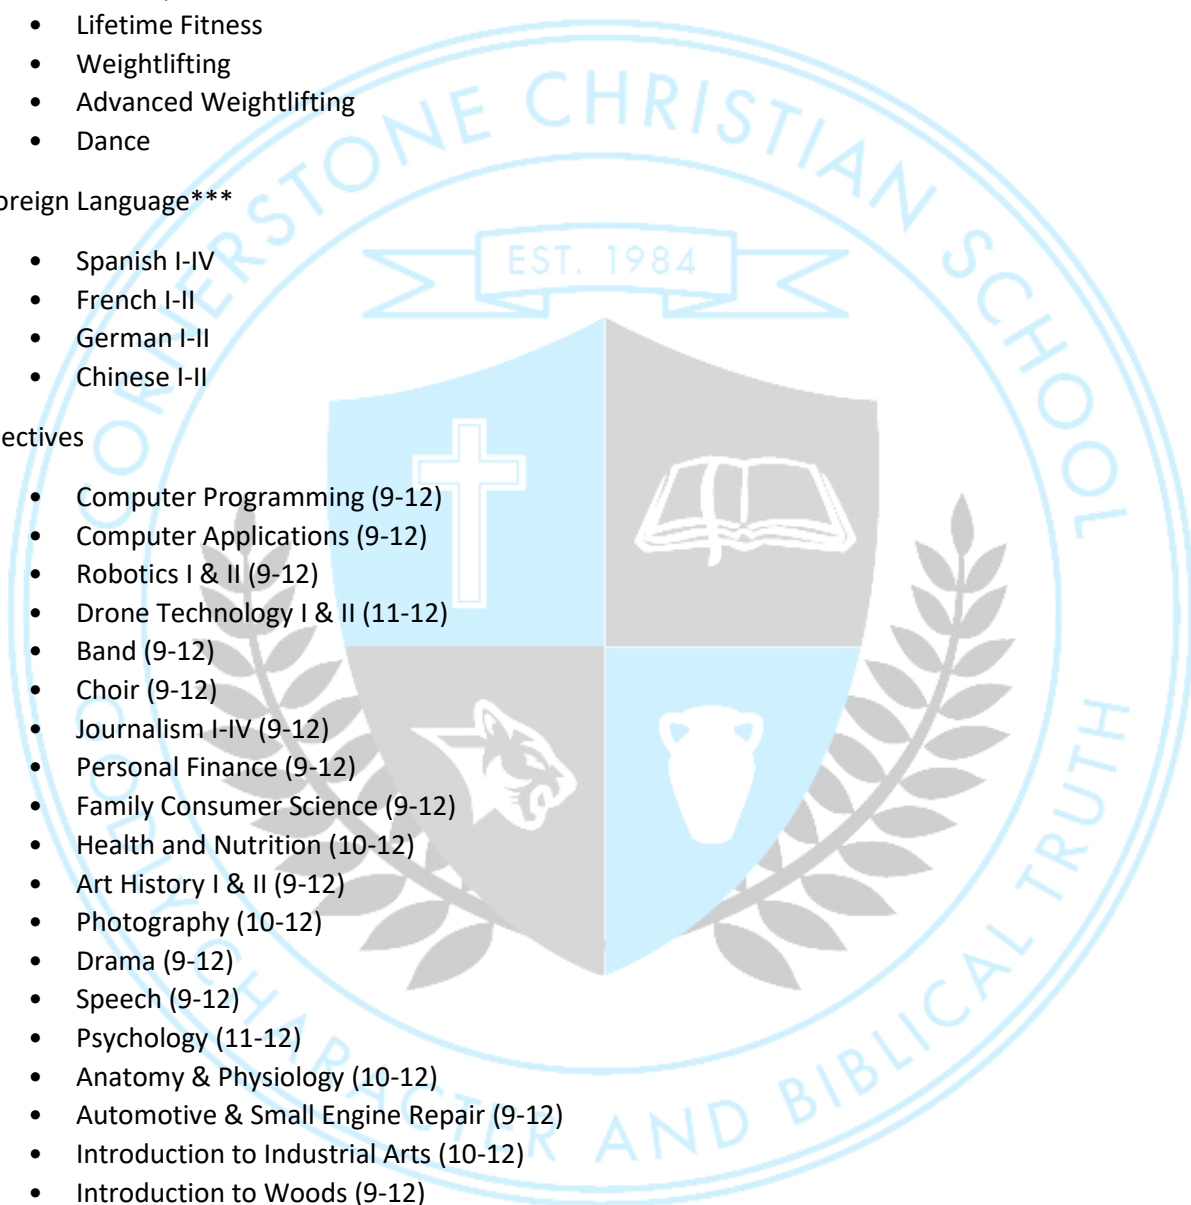 • Lifetime Fitness
• Weightlifting
• Advanced Weightlifting
• Dance
oreign Language***
• Spanish I-IV
• French I-II
• German I-II
• Chinese I-II
ectives
• Computer Programming (9-12)
• Computer Applications (9-12)
• Robotics I & II (9-12)
• Drone Technology I & II (11-12)
• Band (9-12)
• Choir (9-12)
• Journalism I-IV (9-12)
• Personal Finance (9-12)
• Family Consumer Science (9-12)
• Health and Nutrition (10-12)
• Art History I & II (9-12)
• Photography (10-12)
• Drama (9-12)
• Speech (9-12)
• Psychology (11-12)
• Anatomy & Physiology (10-12)
• Automotive & Small Engine Repair (9-12)
• Introduction to Industrial Arts (10-12)
• Introduction to Woods (9-12)
CORNERSTONE CHRISTIAN SCHOOL
EST. 1984
GODLY CHARACTER AND BIBLICAL TRUTH